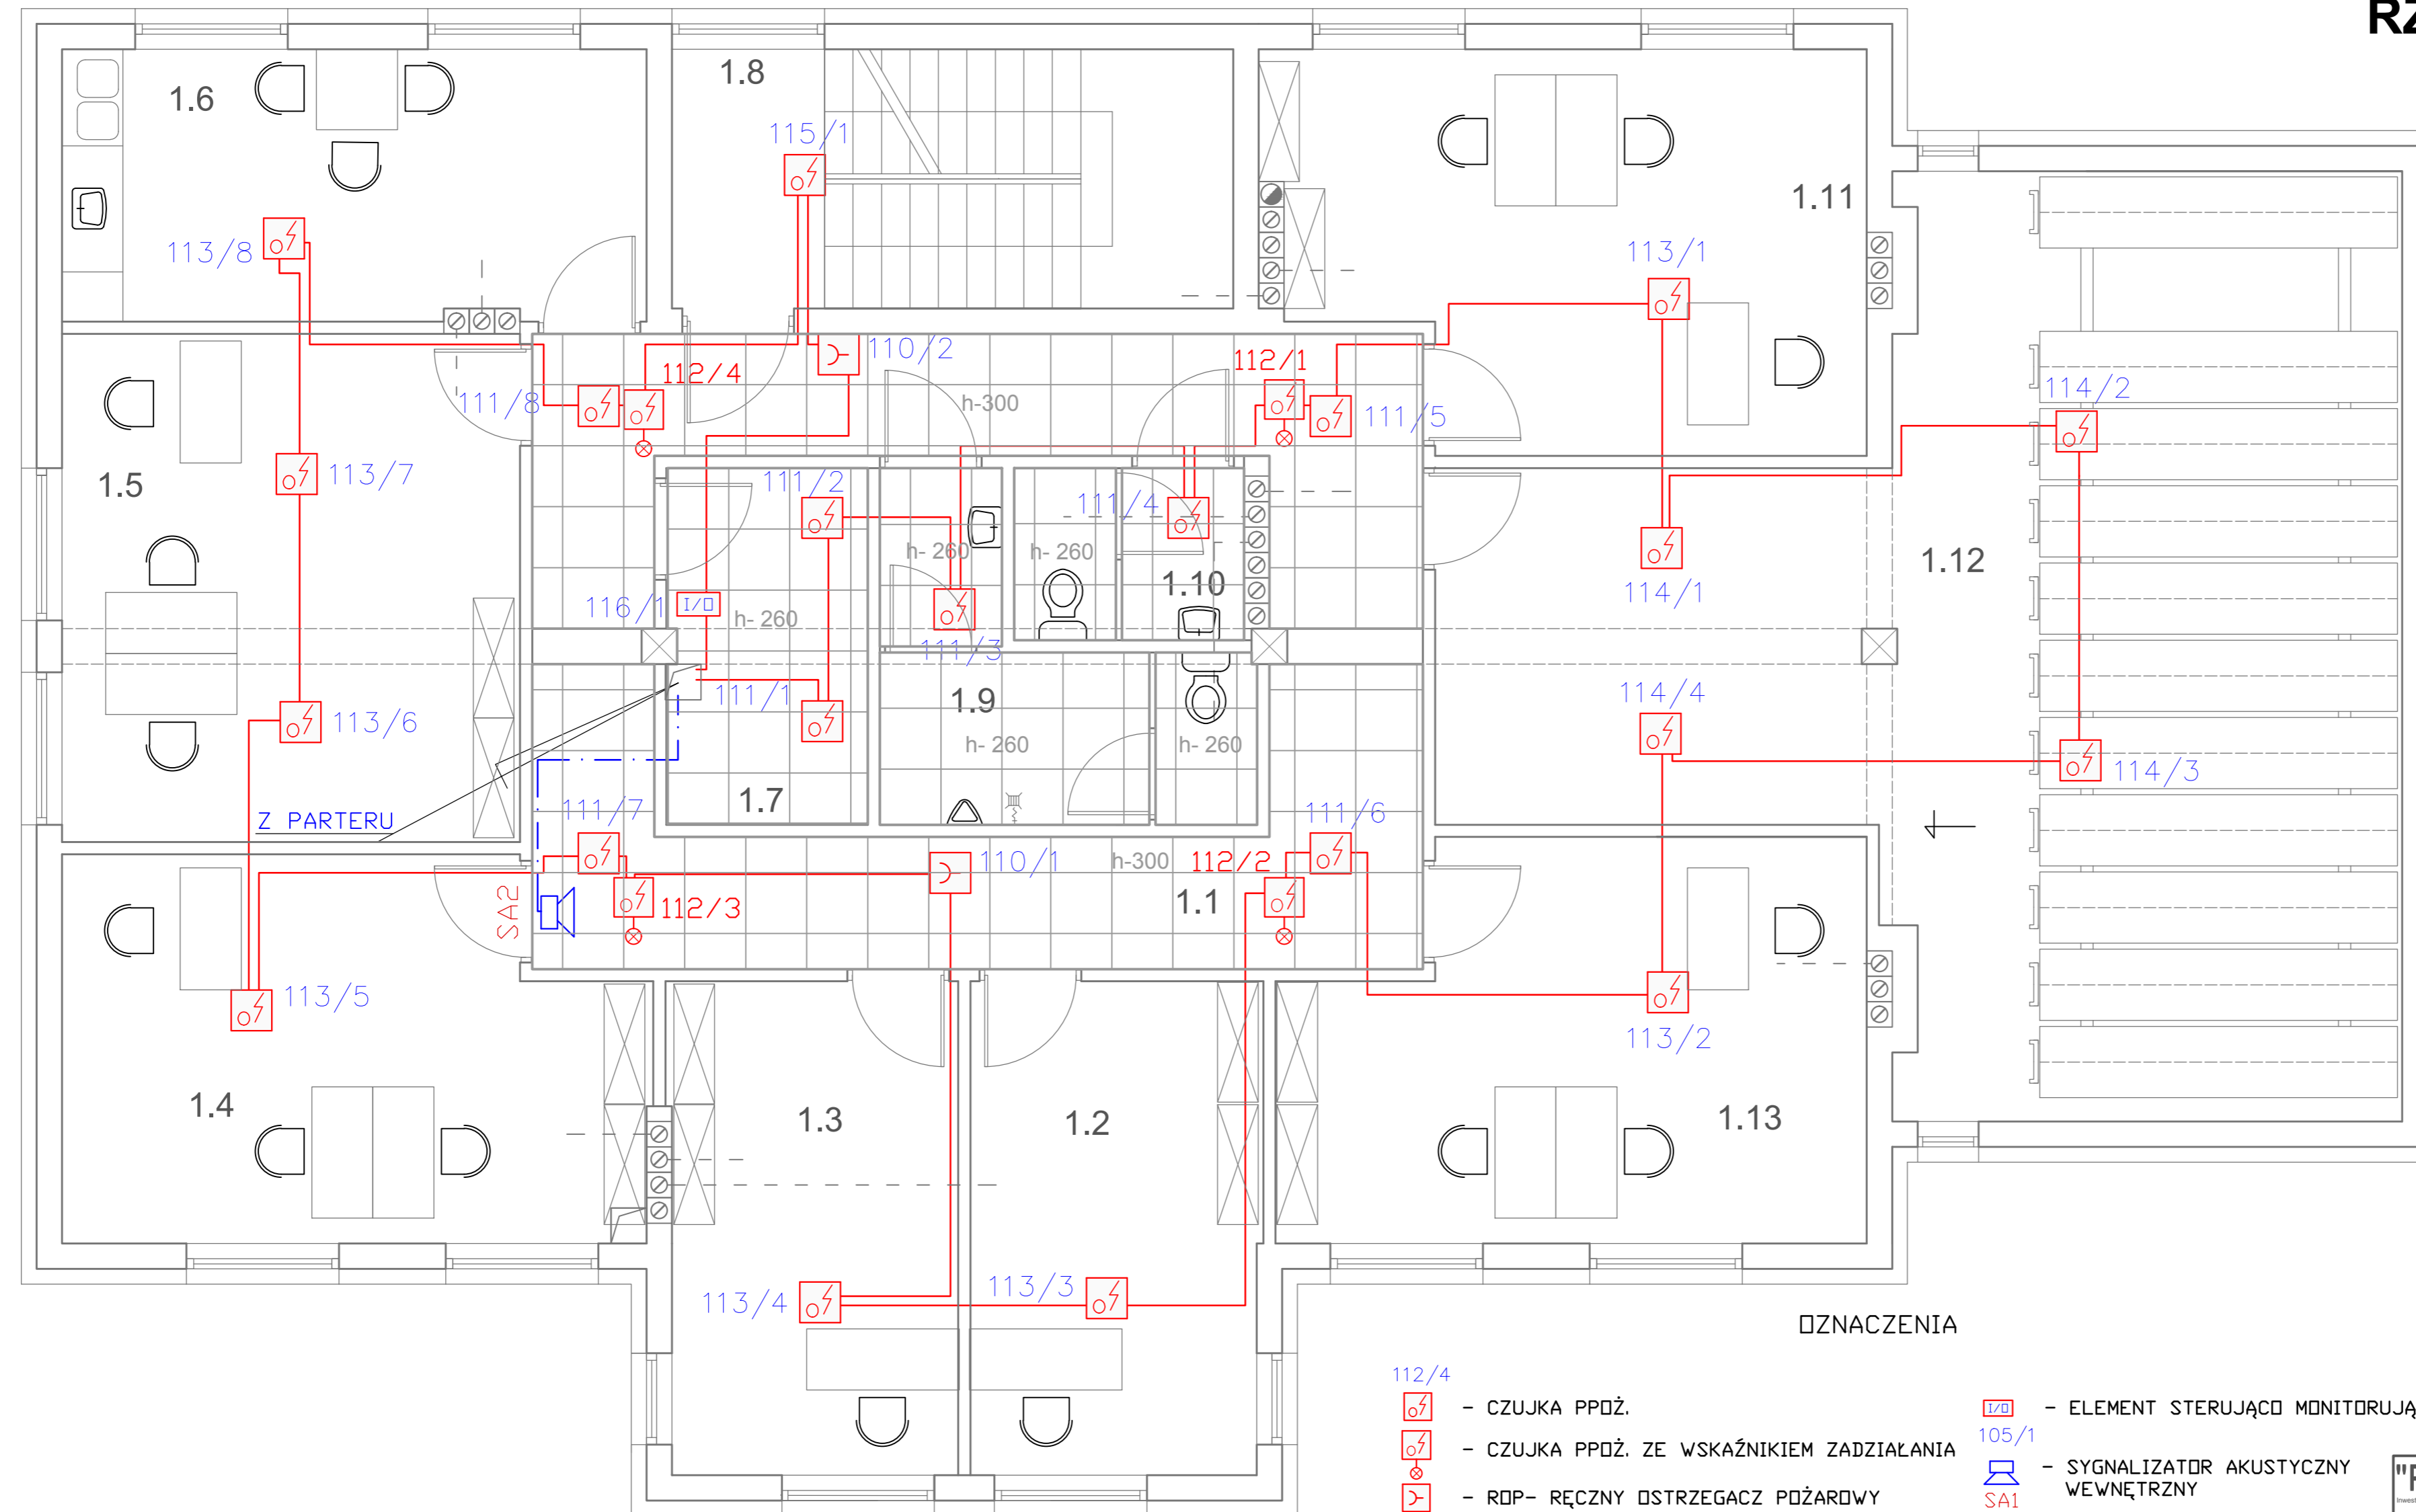 RZ
1.6
1.8
115/1
1.11
113/8
113/1
110/2
112/4
112/1
111/8
h-300
111/5
114/2
1.5
113/7
111/2
111/4
h- 260
h- 260
1.10
1.12
116/1
h- 260
114/1
111/3
111/1
1.9
114/4
113/6
h- 260
h- 260
114/3
1.7
Z PARTERU
111/7
111/6
110/1
h-300
112/2
SA2
112/3
1.1
113/5
113/2
1.4
1.3
1.2
1.13
113/4
113/3
OZNACZENIA
112/4
- CZUJKA PPOŻ.
- CZUJKA PPOŻ. ZE WSKAŹNIKIEM ZADZIAŁANIA
- ROP- RĘCZNY OSTRZEGACZ POŻAROWY
I/O
I/O - ELEMENT STERUJĄCO MONITORUJĄ
105/1
- SYGNALIZATOR AKUSTYCZNY
WEWNĘTRZNY
SA1